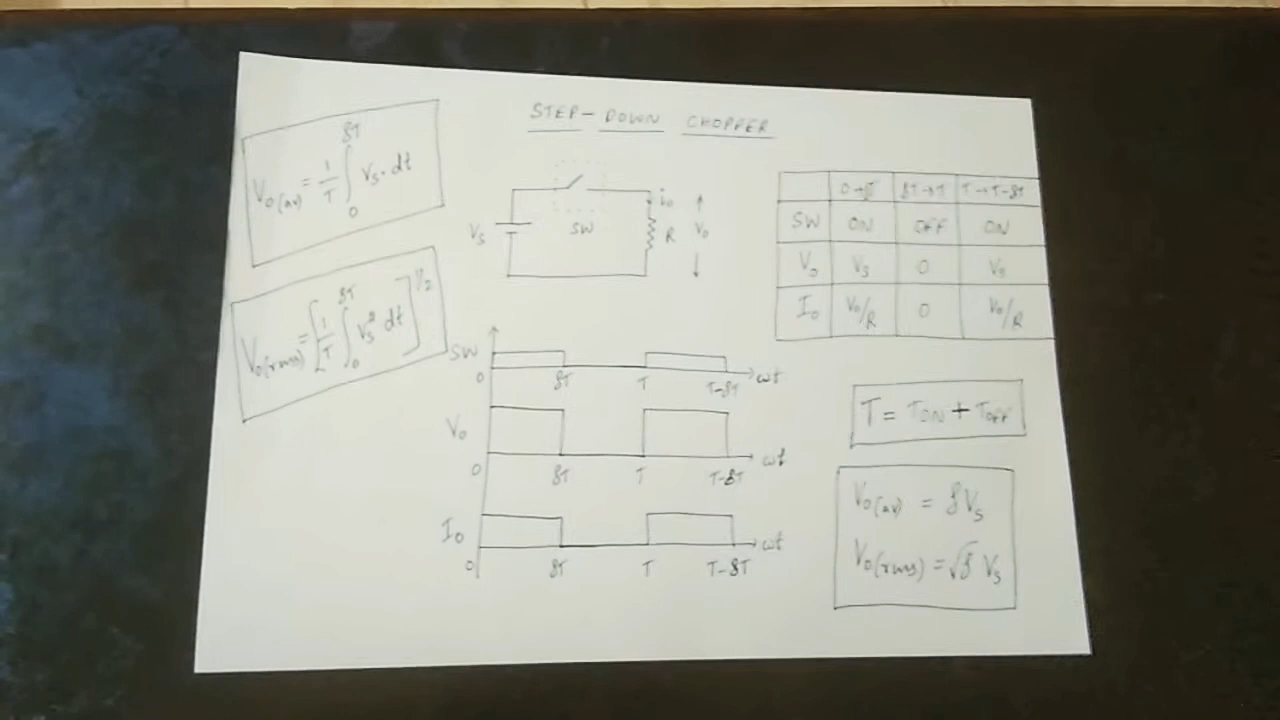 STEP-DOWN CHOPPER
V₀(av) = 1/T ∫₀^δT Vs. dt
V₀(rms) = [1/T ∫₀^δT Vs² dt]^1/2
Vs
SW
i₀
R
V₀
0→δT δT→T T→T-δT
SW ON OFF ON
V₀ Vs 0 Vs
I₀ V₀/R 0 V₀/R
SW
0 δT T T-δT ωt
V₀
0 δT T T-δT ωt
I₀
0 δT T T-δT ωt
T = TON + TOFF
V₀(av) = δVs
V₀(rms) = √δ Vs